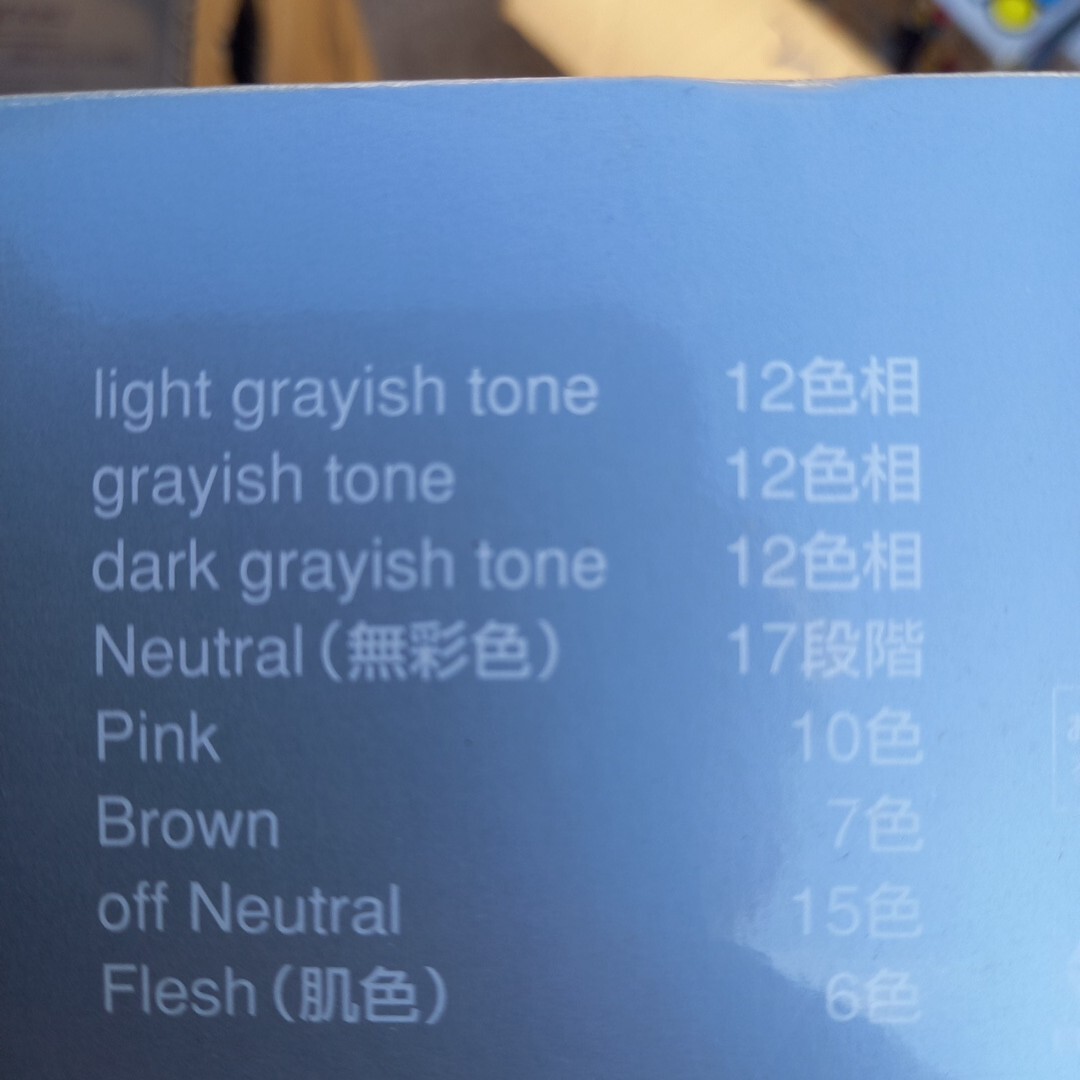 light grayish tone 12色相
grayish tone 12色相
dark grayish tone 12色相
Neutral（無彩色） 17段階
Pink 10色
Brown 7色
off Neutral 15色
Flesh（肌色） 6色